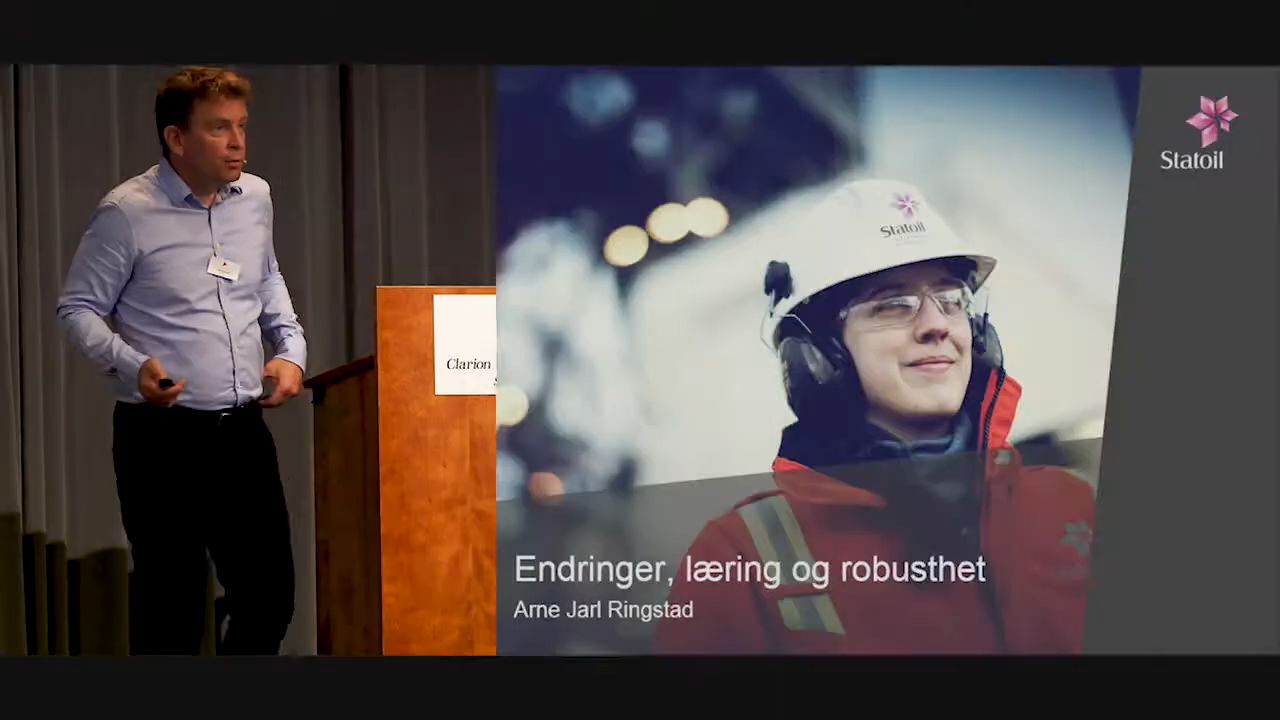 Clarion
Statoil
Statoil
Endringer, læring og robusthet
Arne Jarl Ringstad